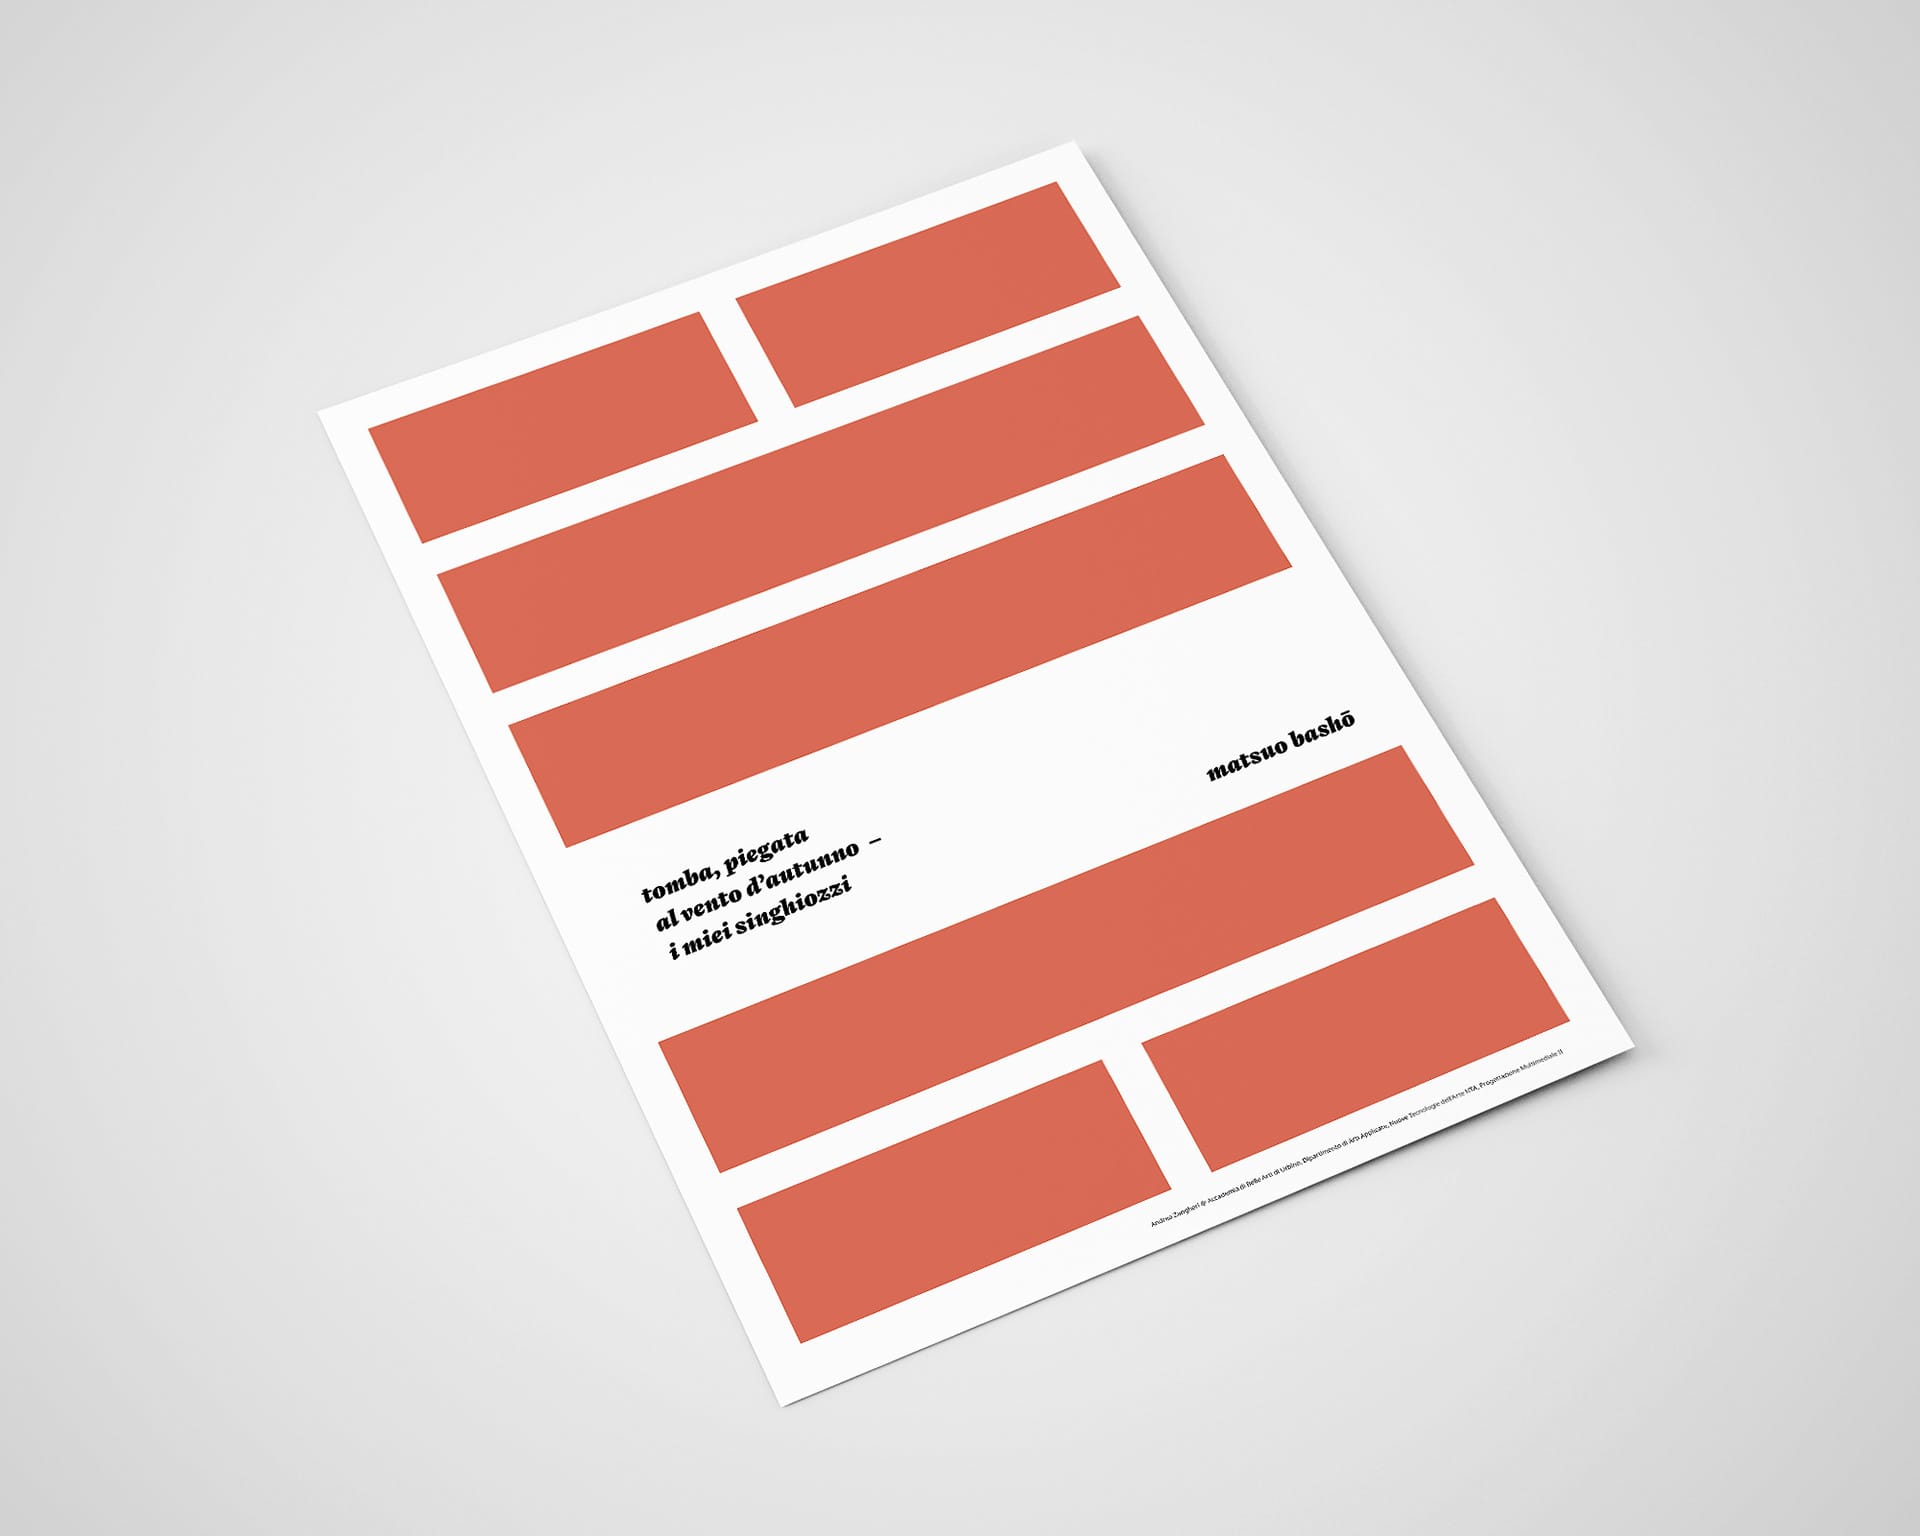 matsuo bashō
tomba, piegata
al vento d’autunno –
i miei singhiozzi
Andrea Zangheri @ Accademia di Belle Arti di Urbino, Dipartimento di Arti Applicate, Nuove Tecnologie dell'Arte NTA, Progettazione Multimediale II